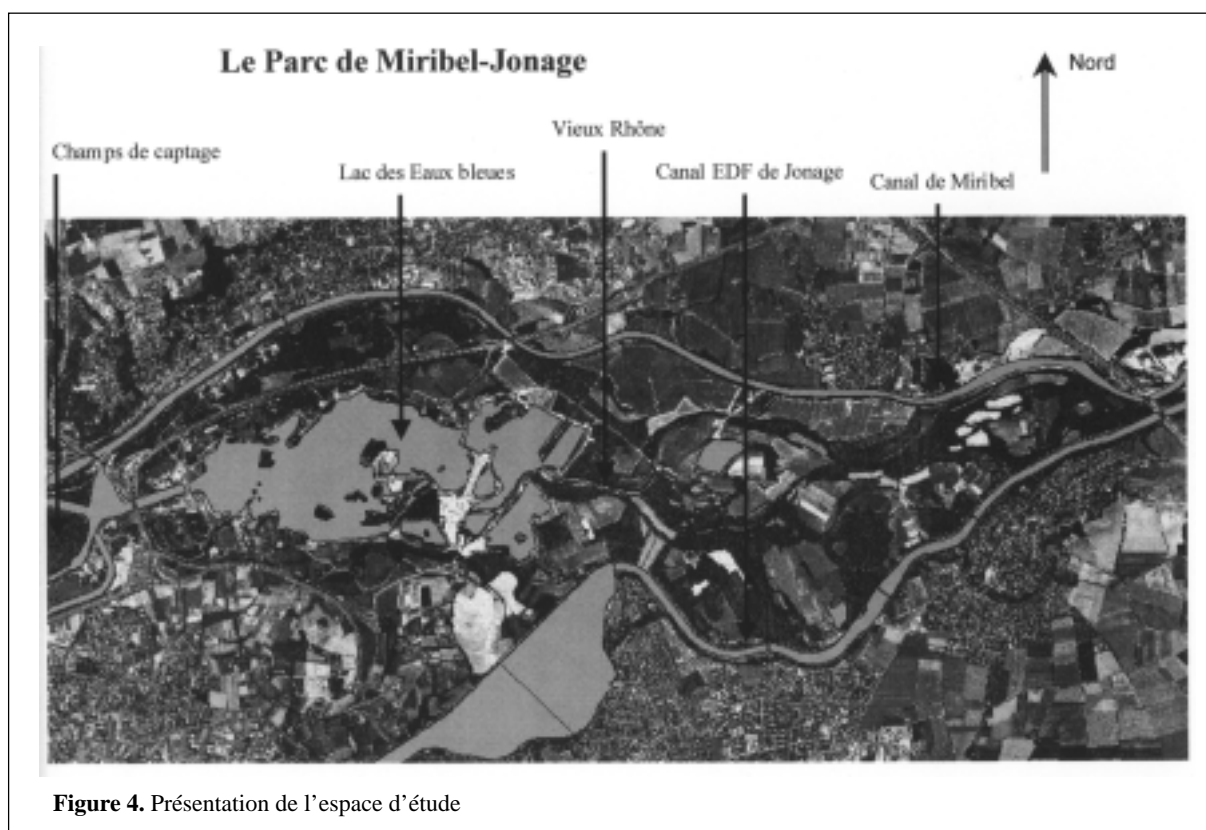 Le Parc de Miribel-Jonage
Nord
Vieux Rhône
Champs de captage
Lac des Eaux bleues
Canal EDF de Jonage
Canal de Miribel
Figure 4. Présentation de l'espace d'étude